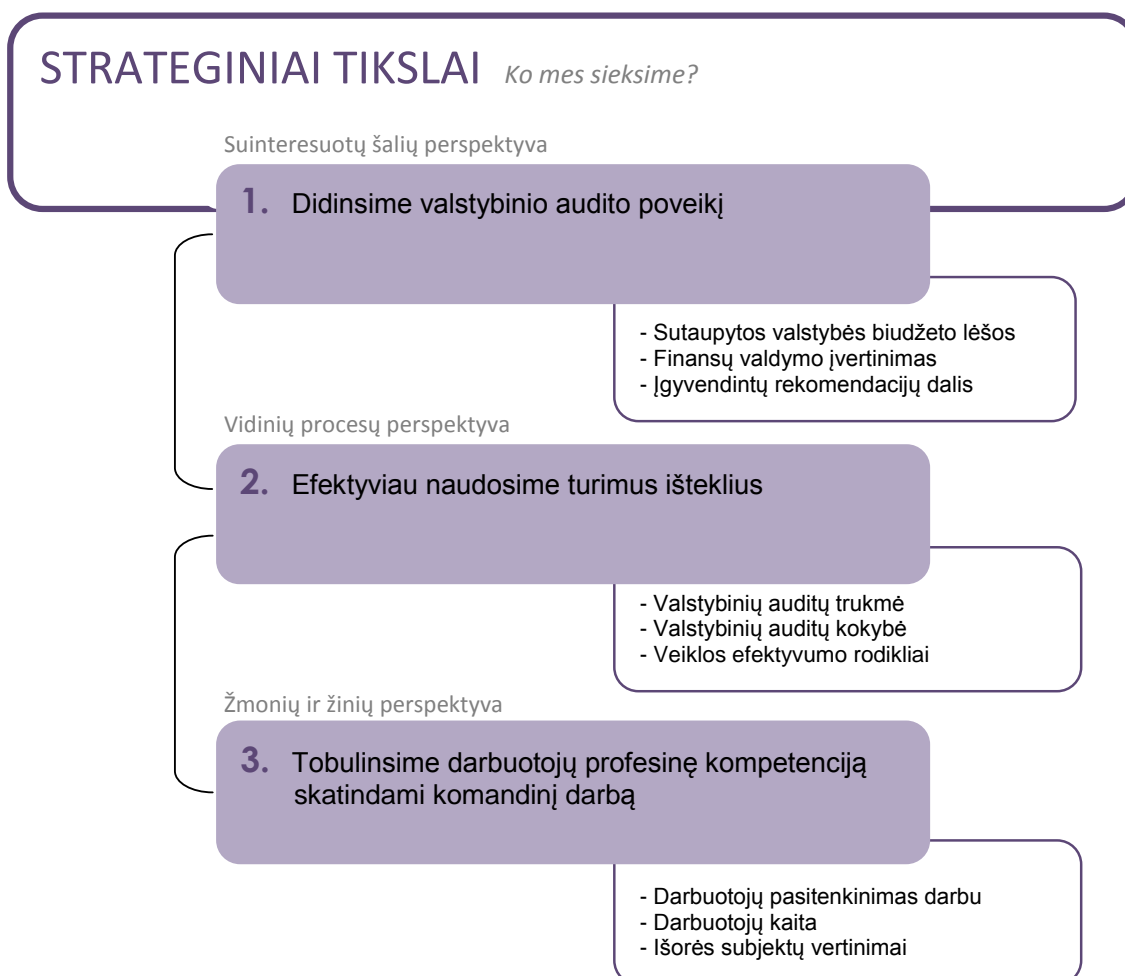 STRATEGINIAI TIKSLAI Ko mes sieksime?
Suinteresuotų šalių perspektyva
1. Didinsime valstybinio audito poveikį
- Sutaupytos valstybės biudžeto lėšos
- Finansų valdymo įvertinimas
- Įgyvendintų rekomendacijų dalis
Vidinių procesų perspektyva
2. Efektyviau naudosime turimus išteklius
- Valstybinių auditų trukmė
- Valstybinių auditų kokybė
- Veiklos efektyvumo rodikliai
Žmonių ir žinių perspektyva
3. Tobulinsime darbuotojų profesinę kompetenciją
skatindami komandinį darbą
- Darbuotojų pasitenkinimas darbu
- Darbuotojų kaita
- Išorės subjektų vertinimai